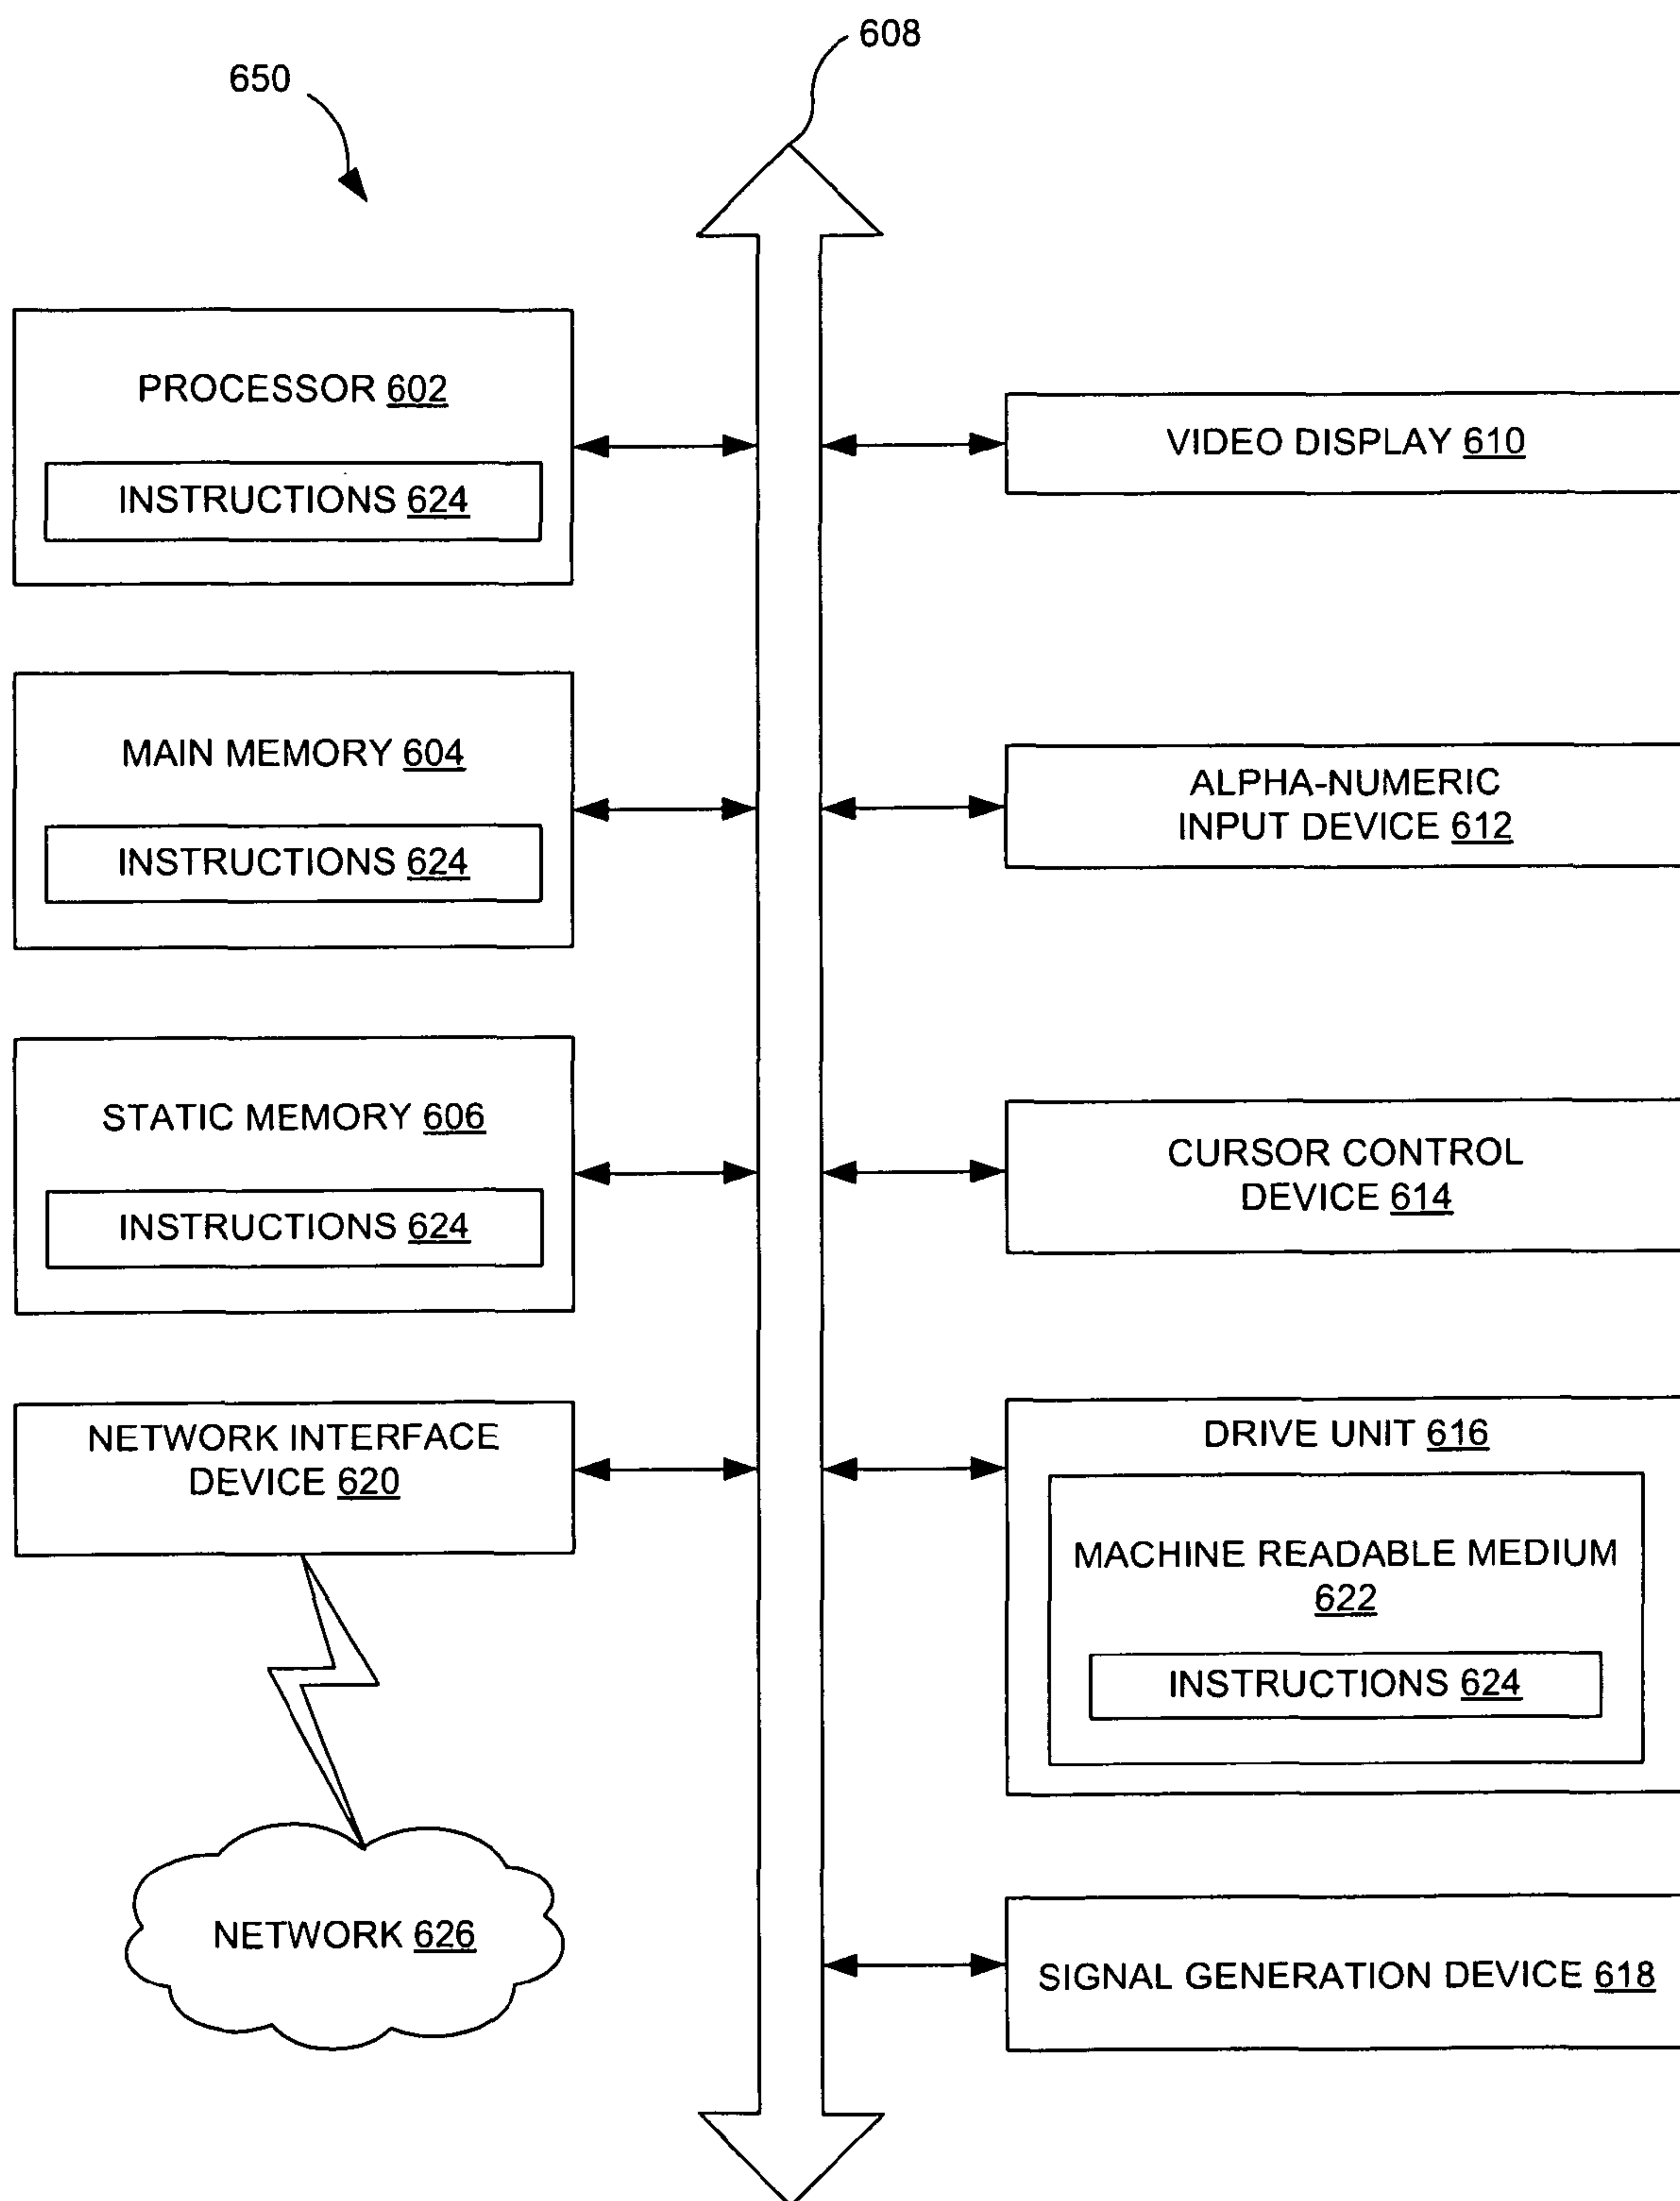 608
650
PROCESSOR 602
INSTRUCTIONS 624
MAIN MEMORY 604
INSTRUCTIONS 624
STATIC MEMORY 606
INSTRUCTIONS 624
NETWORK INTERFACE
DEVICE 620
NETWORK 626
VIDEO DISPLAY 610
ALPHA-NUMERIC
INPUT DEVICE 612
CURSOR CONTROL
DEVICE 614
DRIVE UNIT 616
MACHINE READABLE MEDIUM
622
INSTRUCTIONS 624
SIGNAL GENERATION DEVICE 618